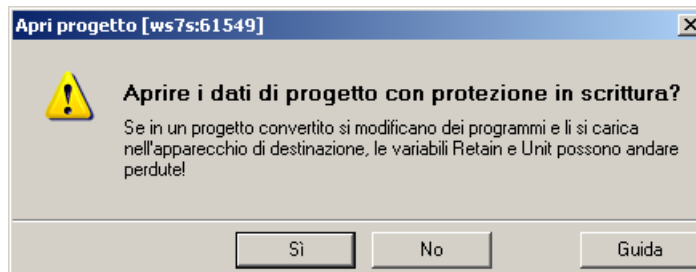 Apri progetto [ws7s:61549]
Aprire i dati di progetto con protezione in scrittura?
Se in un progetto convertito si modificano dei programmi e li si carica
nell'apparecchio di destinazione, le variabili Retain e Unit possono andare
perdute!
Sì No Guida